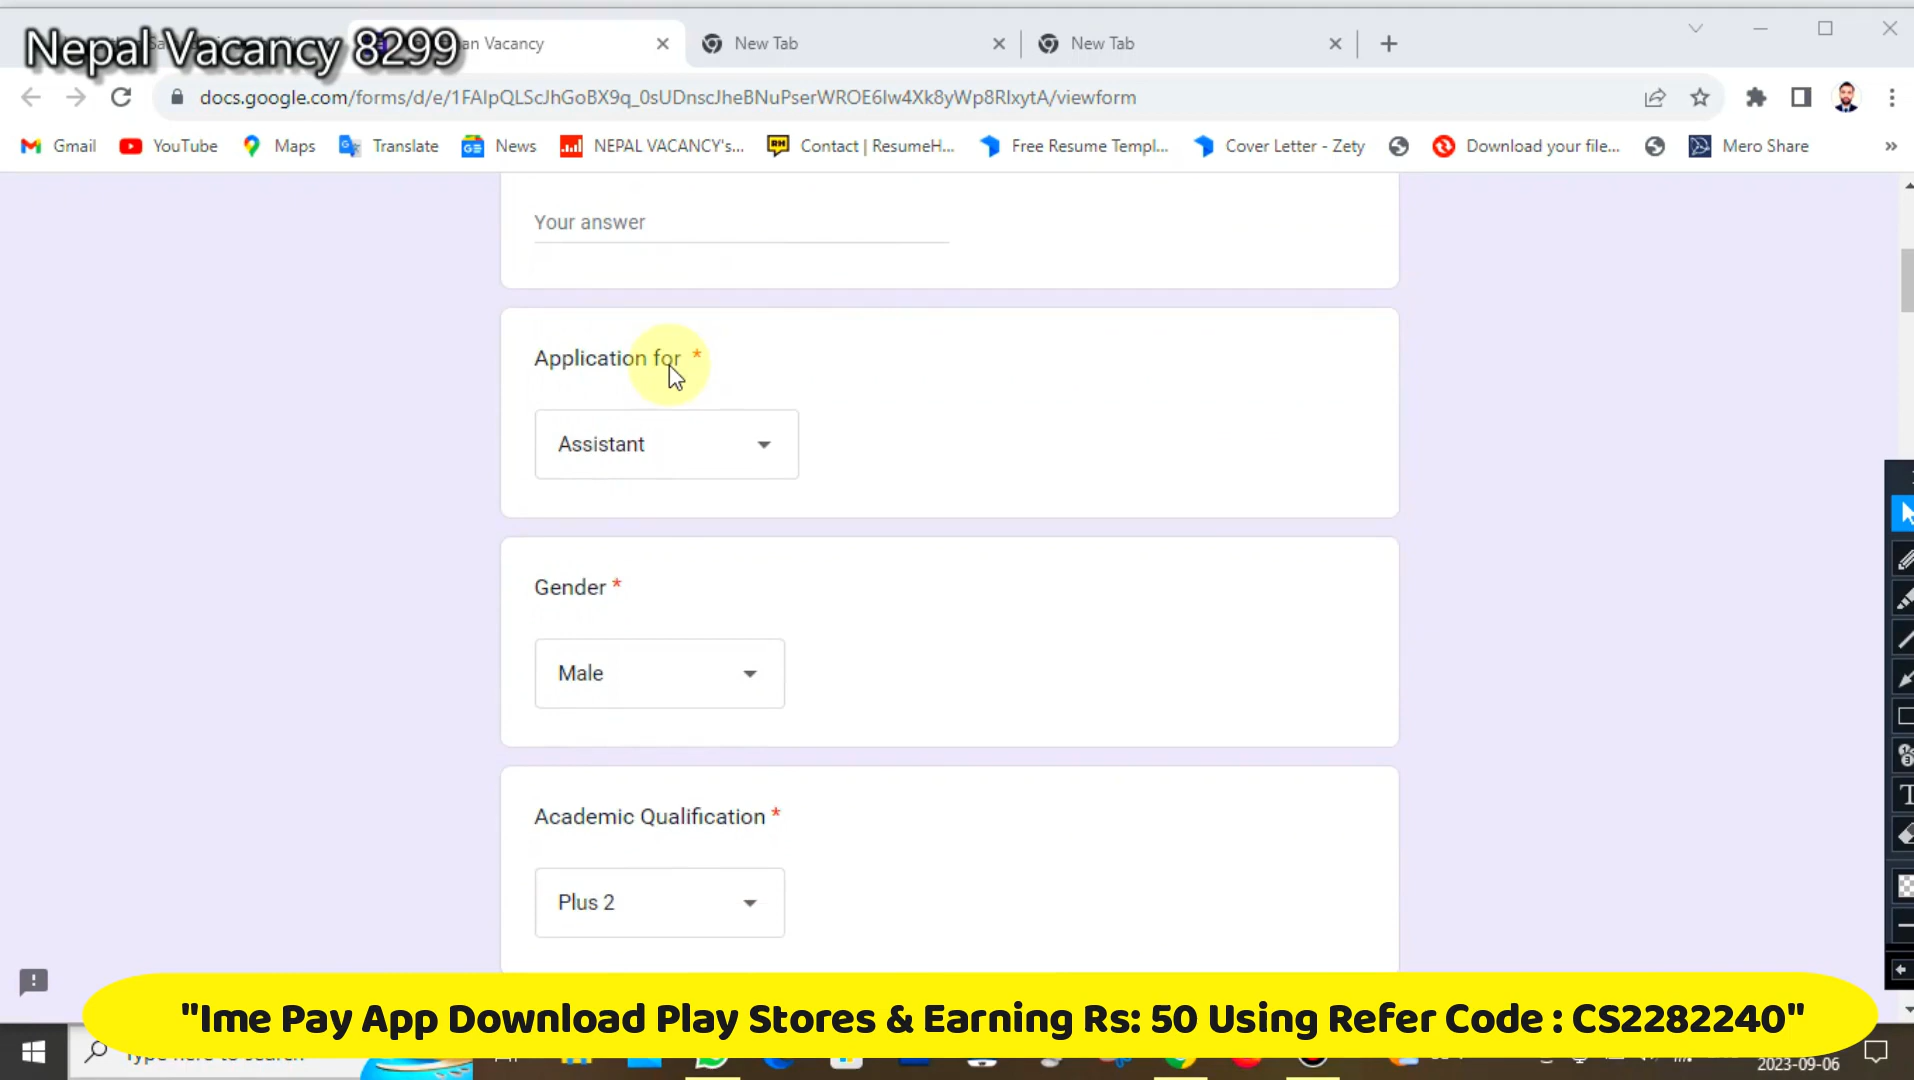 Nepal Vacancy 8299
an Vacancy
New Tab
New Tab
docs.google.com/forms/d/e/1FAIpQLScJhGoBX9q_0sUDnscJheBNuPserWROE6Iw4Xk8yWp8RIxytA/viewform
Gmail
YouTube
Maps
Translate
News
NEPAL VACANCY's...
Contact | ResumeH...
Free Resume Templ...
Cover Letter - Zety
Download your file...
Mero Share
»
Your answer
Application for *
Assistant
Gender *
Male
Academic Qualification *
Plus 2
"Ime Pay App Download Play Stores & Earning Rs: 50 Using Refer Code : CS2282240"
2023-09-06